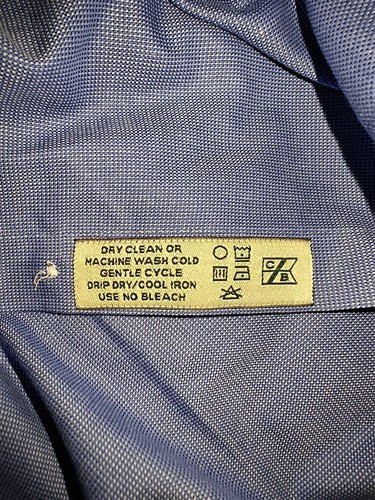 DRY CLEAN OR
MACHINE WASH COLD
GENTLE CYCLE
DRIP DRY/COOL IRON
USE NO BLEACH
C/B